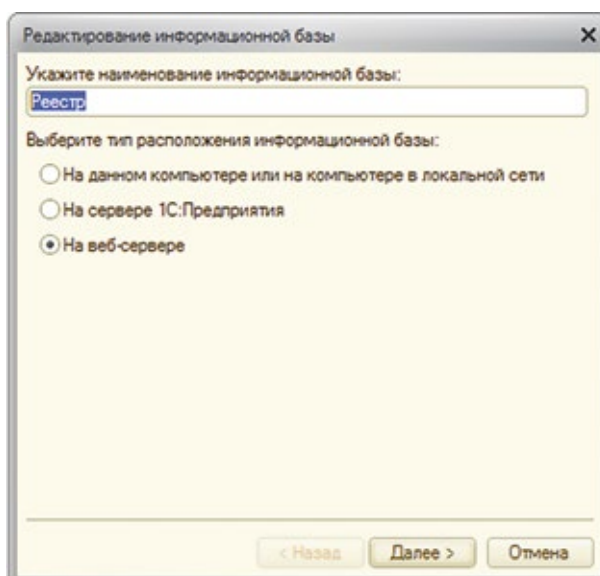 Редактирование информационной базы
Укажите наименование информационной базы:
Реестр
Выберите тип расположения информационной базы:
На данном компьютере или на компьютере в локальной сети
На сервере 1С:Предприятия
На веб-сервере
< Назад Далее > Отмена